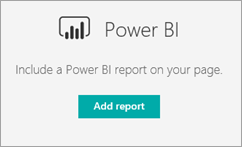 Power BI
Include a Power BI report on your page.
Add report